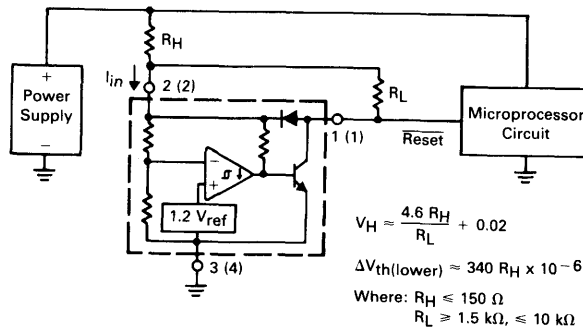 R_H
I_in
2 (2)
R_L
+
Power
Supply
−
1 (1)
Reset
Microprocessor
Circuit
−
+
1.2 V_ref
3 (4)
V_H ≈ 4.6 R_H / R_L + 0.02
ΔV_th(lower) ≈ 340 R_H x 10^−6
Where: R_H ≤ 150 Ω
R_L ≥ 1.5 kΩ, ≤ 10 kΩ